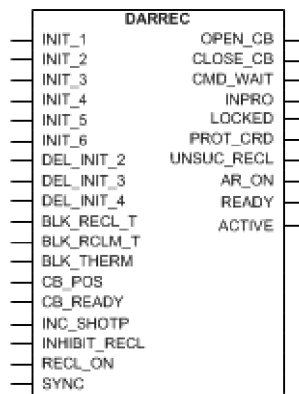 DARREC
INIT_1 OPEN_CB
INIT_2 CLOSE_CB
INIT_3 CMD_WAIT
INIT_4 INPRO
INIT_5 LOCKED
INIT_6 PROT_CRD
DEL_INIT_2 UNSUC_RECL
DEL_INIT_3 AR_ON
DEL_INIT_4 READY
BLK_RECL_T ACTIVE
BLK_RCLM_T
BLK_THERM
CB_POS
CB_READY
INC_SHOTP
INHIBIT_RECL
RECL_ON
SYNC